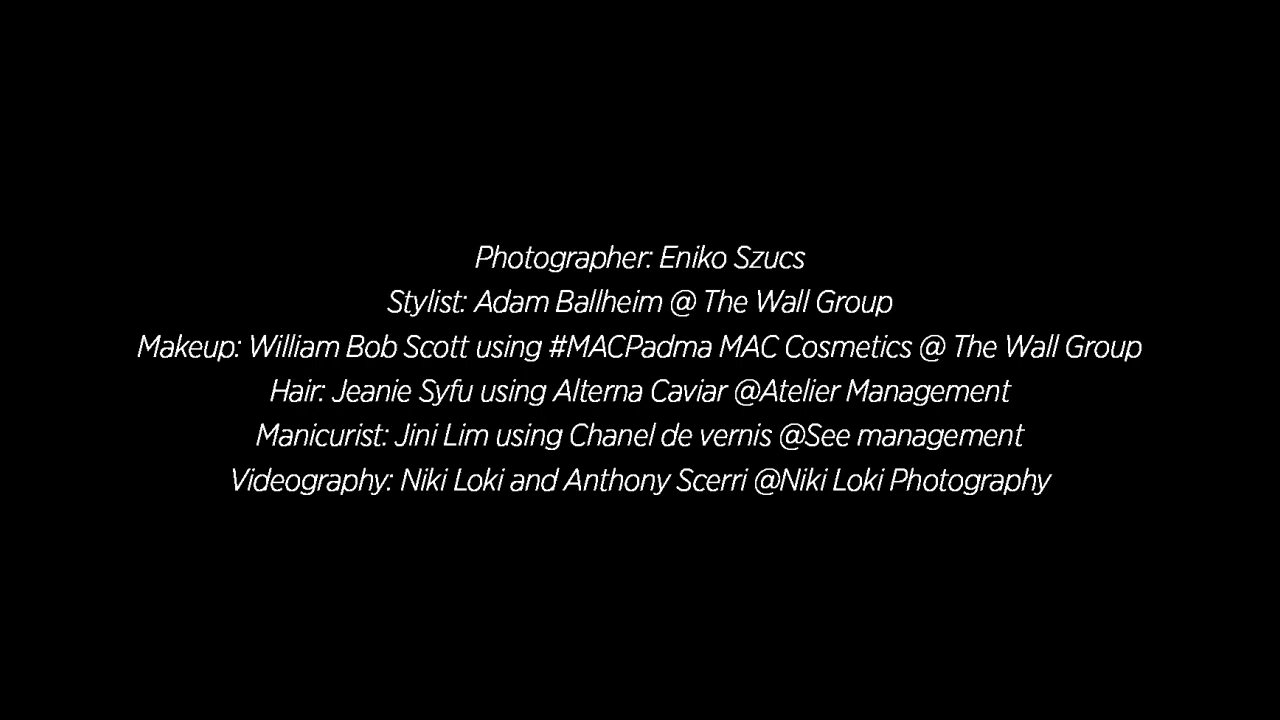 Photographer: Eniko Szucs
Stylist: Adam Ballheim @ The Wall Group
Makeup: William Bob Scott using #MACPadma MAC Cosmetics @ The Wall Group
Hair: Jeanie Syfu using Alterna Caviar @Atelier Management
Manicurist: Jini Lim using Chanel de vernis @See management
Videography: Niki Loki and Anthony Scerri @Niki Loki Photography